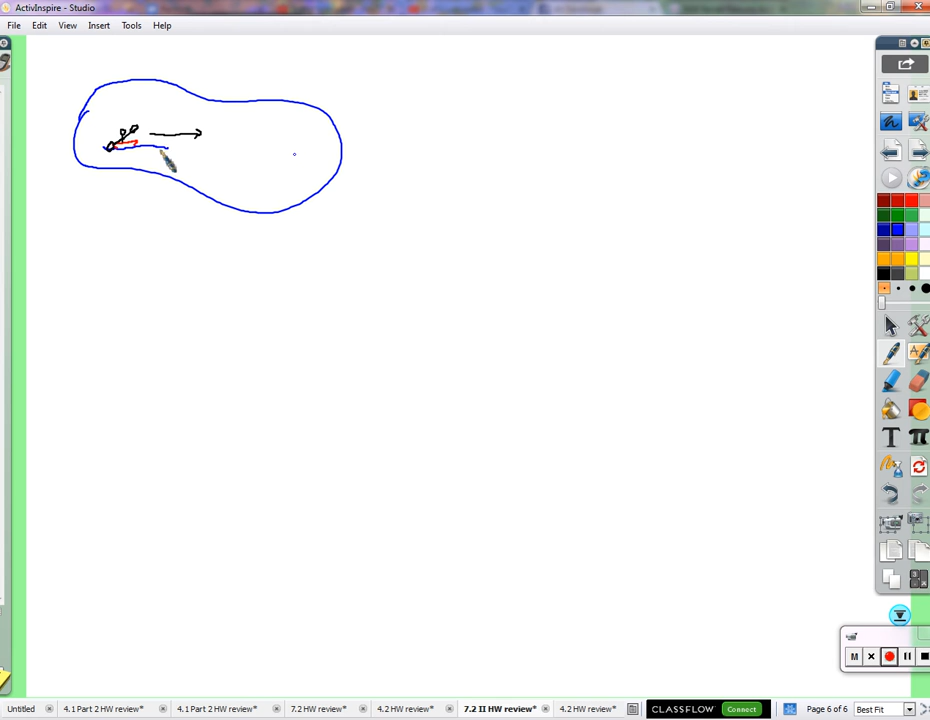 ActivInspire - Studio
File Edit View Insert Tools Help
M
Page 6 of 6 Best Fit
Untitled 4.1 Part 2 HW review* 4.1 Part 2 HW review* 7.2 HW review* 4.2 HW review* 7.2 II HW review* 4.2 HW review* CLASSFLOW Connect